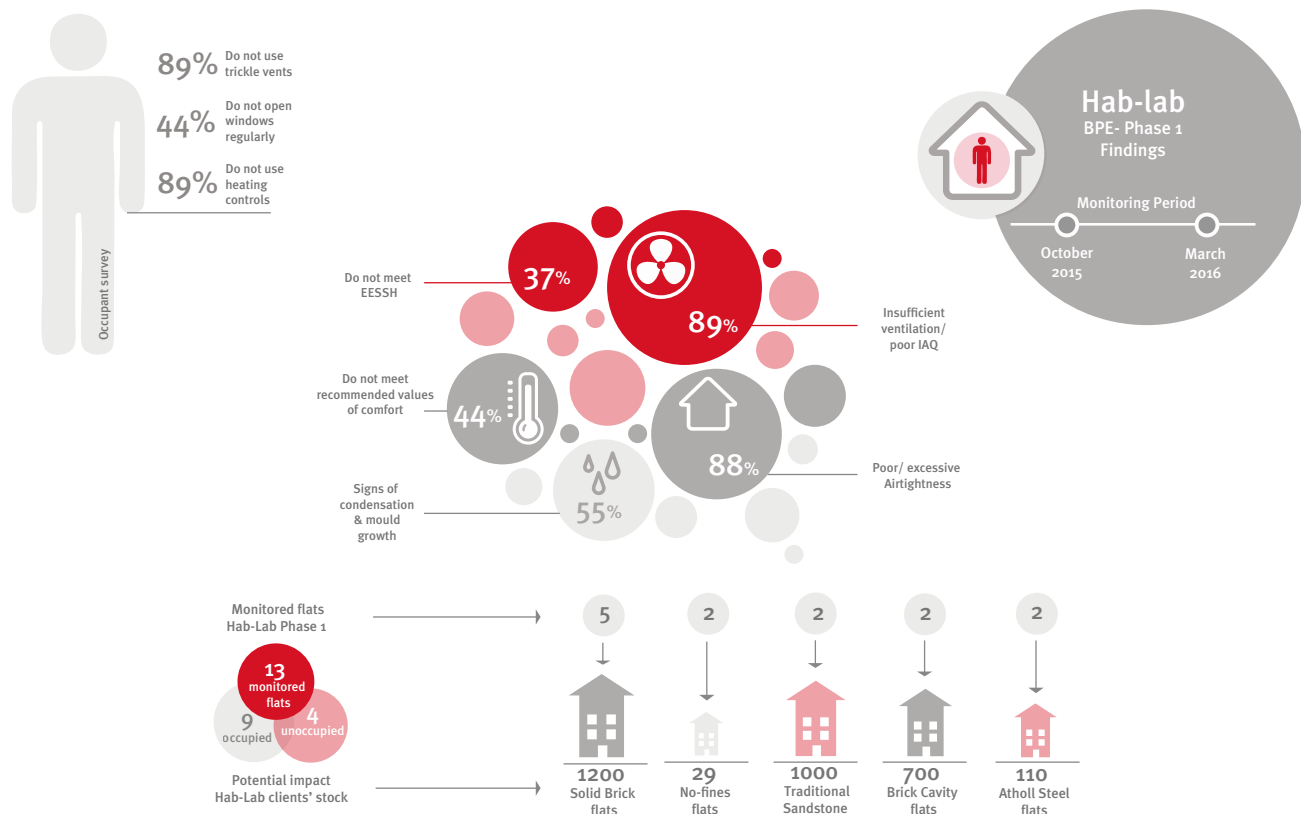 89% Do not use
trickle vents
44% Do not open
windows
regularly
89% Do not use
heating
controls
Occupant survey
Hab-lab
BPE- Phase 1
Findings
Monitoring Period
October
2015
March
2016
Do not meet
EESSH
37%
89%
Insufficient
ventilation/
poor IAQ
Do not meet
recommended values
of comfort
44%
88%
Poor/ excessive
Airtightness
Signs of
condensation
& mould
growth
55%
Monitored flats
Hab-Lab Phase 1
5
2
2
2
2
13
monitored
flats
9
occupied
4
unoccupied
Potential impact
Hab-Lab clients' stock
1200
Solid Brick
flats
29
No-fines
flats
1000
Traditional
Sandstone
700
Brick Cavity
flats
110
Atholl Steel
flats